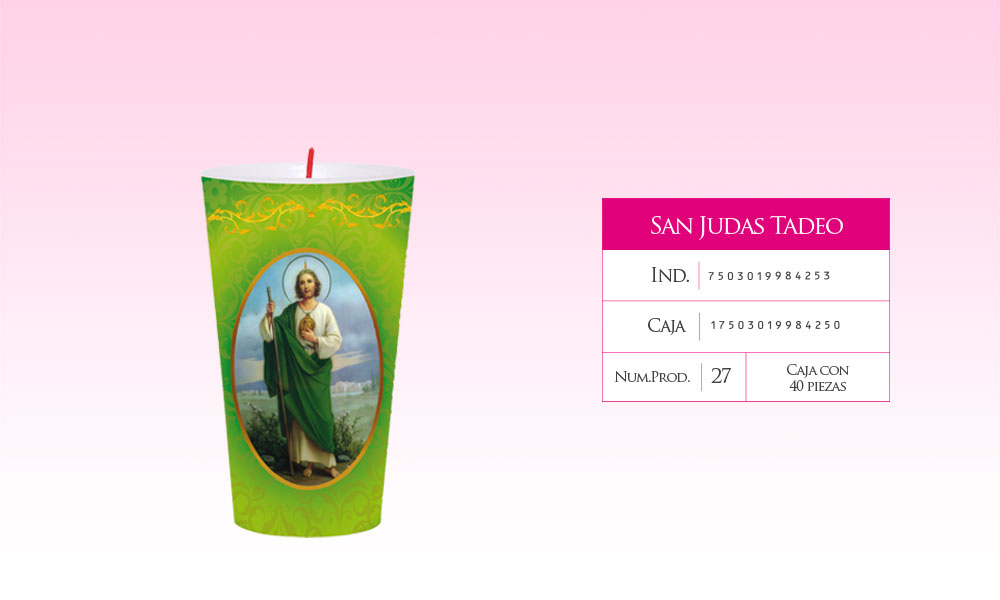 SAN JUDAS TADEO
IND. 7503019984253
CAJA 17503019984250
NUM.PROD. 27
CAJA CON
40 PIEZAS